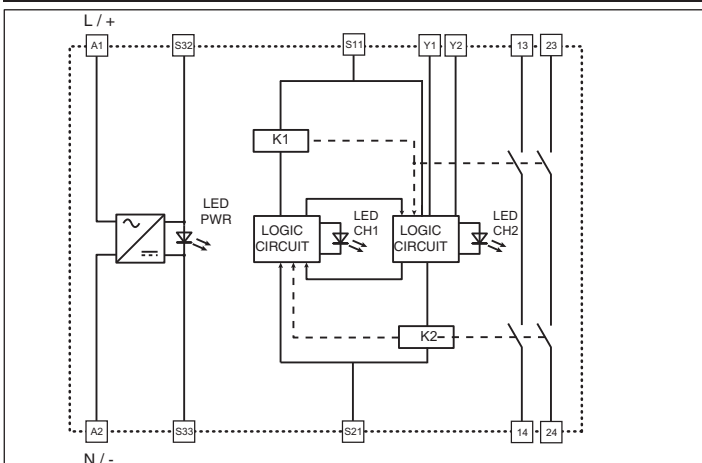 L / +
A1 S32 S11 Y1 Y2 13 23
K1
LED
PWR
LOGIC
CIRCUIT
LED
CH1
LOGIC
CIRCUIT
LED
CH2
K2
A2 S33 S21 14 24
N / -